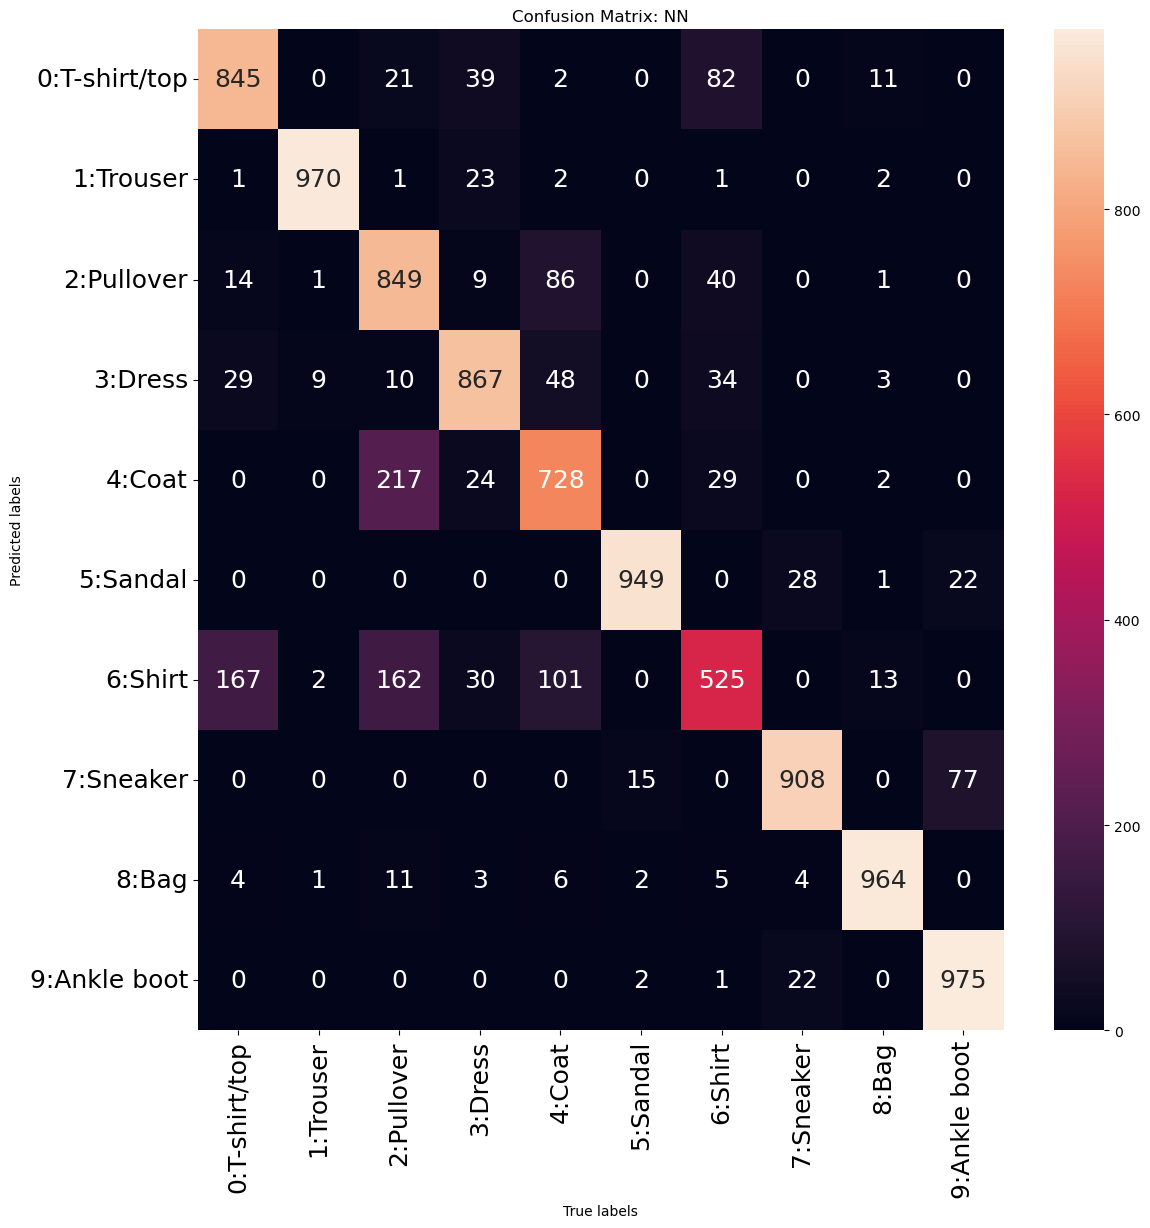 Confusion Matrix: NN
0:T-shirt/top 845 0 21 39 2 0 82 0 11 0
1:Trouser 1 970 1 23 2 0 1 0 2 0
800
2:Pullover 14 1 849 9 86 0 40 0 1 0
3:Dress 29 9 10 867 48 0 34 0 3 0
600
4:Coat 0 0 217 24 728 0 29 0 2 0
Predicted labels
5:Sandal 0 0 0 0 0 949 0 28 1 22
400
6:Shirt 167 2 162 30 101 0 525 0 13 0
7:Sneaker 0 0 0 0 0 15 0 908 0 77
200
8:Bag 4 1 11 3 6 2 5 4 964 0
9:Ankle boot 0 0 0 0 0 2 1 22 0 975
0
0:T-shirt/top
1:Trouser
2:Pullover
3:Dress
4:Coat
5:Sandal
6:Shirt
7:Sneaker
8:Bag
9:Ankle boot
True labels